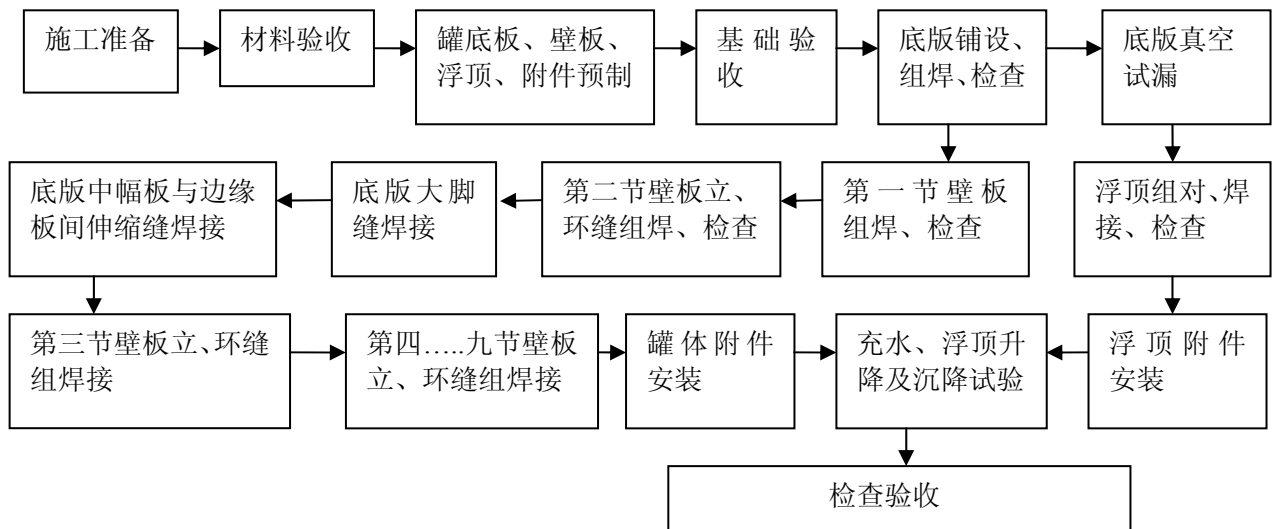 施工准备
材料验收
罐底板、壁板、
浮顶、附件预制
基础验
收
底版铺设、
组焊、检查
底版真空
试漏
底版中幅板与边缘
板间伸缩缝焊接
底版大脚
缝焊接
第二节壁板立、
环缝组焊、检查
第一节壁板
组焊、检查
浮顶组对、焊
接、检查
第三节壁板立、环缝
组焊接
第四…..九节壁板
立、环缝组焊接
罐体附件
安装
充水、浮顶升
降及沉降试验
浮顶附件
安装
检查验收